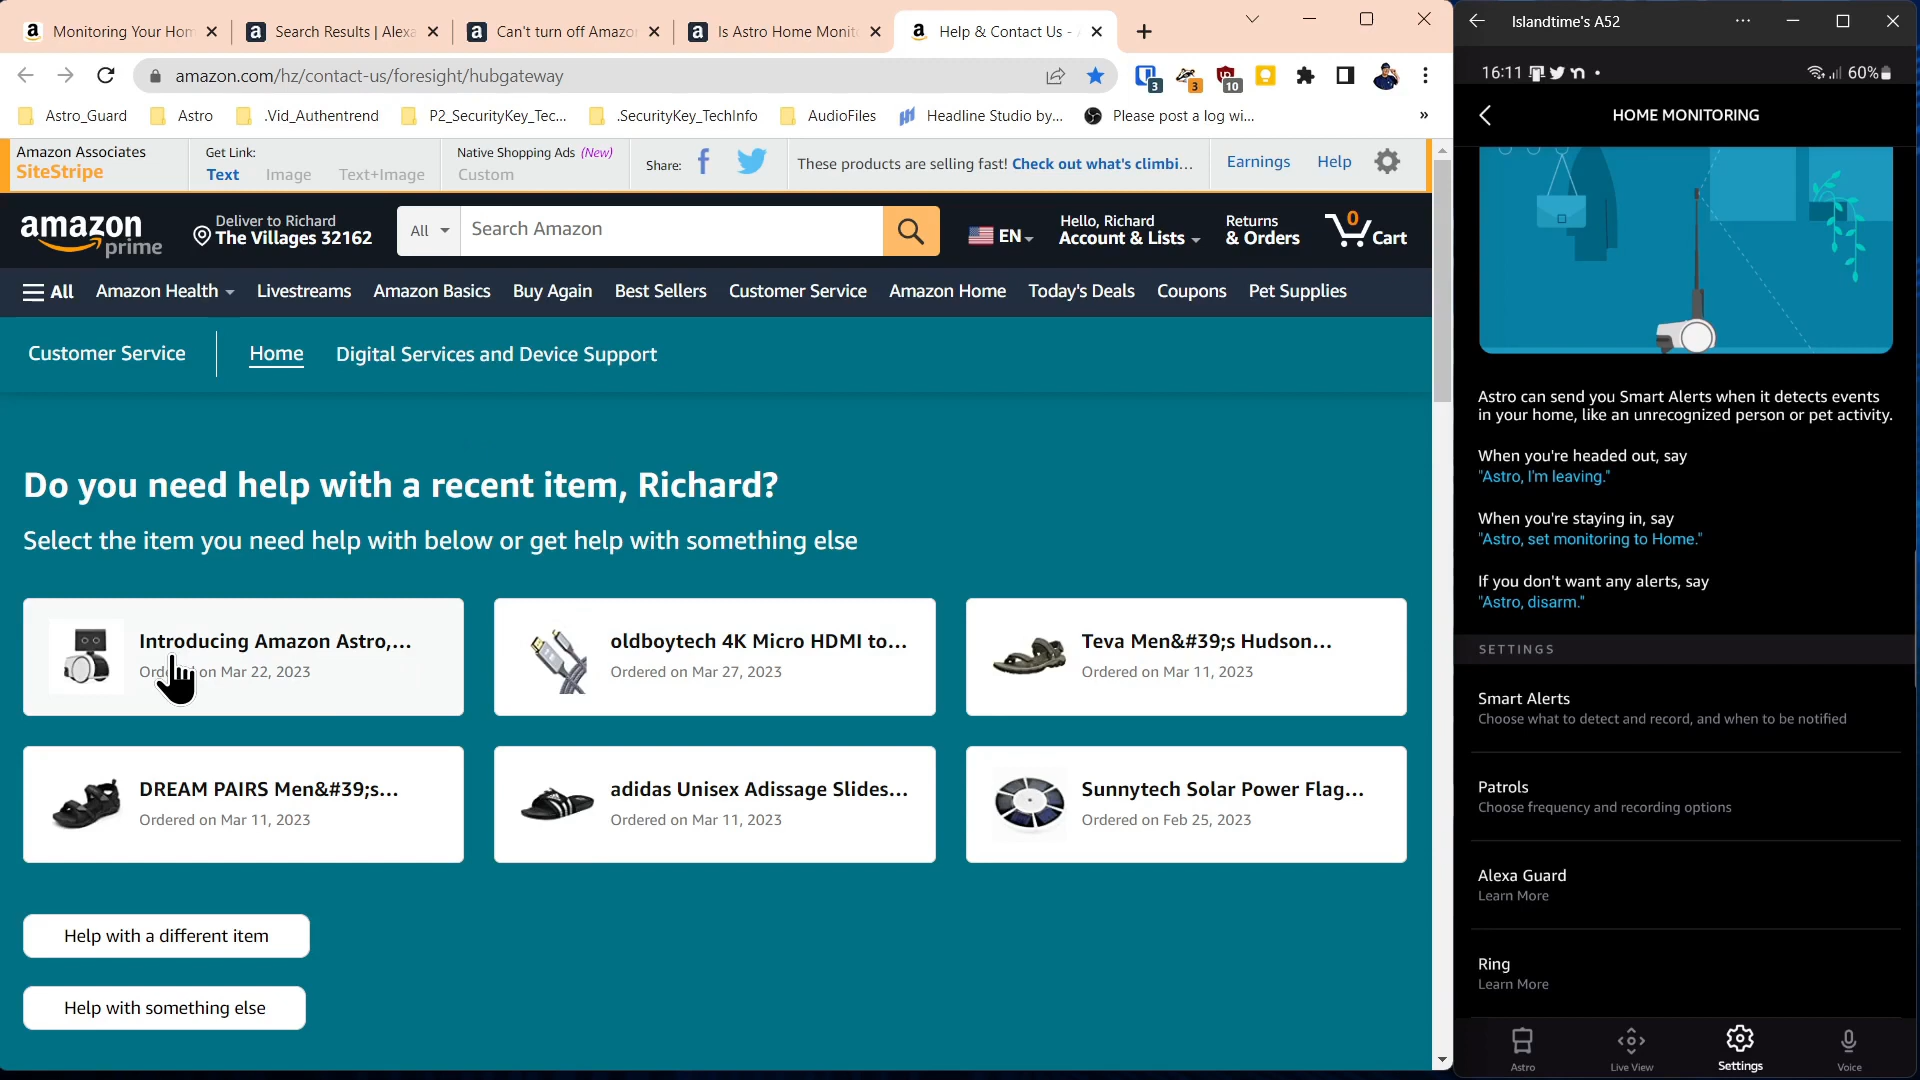 Monitoring Your Hom
Search Results | Alexa
Can't turn off Amazon
Is Astro Home Monito
Help & Contact Us -
amazon.com/hz/contact-us/foresight/hubgateway
3
3
10
Astro_Guard
Astro
.Vid_Authentrend
P2_SecurityKey_Tec...
.SecurityKey_TechInfo
AudioFiles
Headline Studio by...
Please post a log wi...
»
Amazon Associates
SiteStripe
Get Link:
Text
Image
Text+Image
Native Shopping Ads (New)
Custom
Share:
These products are selling fast! Check out what's climbi...
Earnings
Help
amazon
prime
Deliver to Richard
The Villages 32162
All
Search Amazon
EN
Hello, Richard
Account & Lists
Returns
& Orders
0
Cart
All
Amazon Health
Livestreams
Amazon Basics
Buy Again
Best Sellers
Customer Service
Amazon Home
Today's Deals
Coupons
Pet Supplies
Customer Service
Home
Digital Services and Device Support
Do you need help with a recent item, Richard?
Select the item you need help with below or get help with something else
Introducing Amazon Astro,...
on Mar 22, 2023
oldboytech 4K Micro HDMI to...
Ordered on Mar 27, 2023
Teva Men&#39;s Hudson...
Ordered on Mar 11, 2023
DREAM PAIRS Men&#39;s...
Ordered on Mar 11, 2023
adidas Unisex Adissage Slides...
Ordered on Mar 11, 2023
Sunnytech Solar Power Flag...
Ordered on Feb 25, 2023
Help with a different item
Help with something else
Islandtime's A52
16:11
60%
HOME MONITORING
Astro can send you Smart Alerts when it detects events
in your home, like an unrecognized person or pet activity.
When you're headed out, say
"Astro, I'm leaving."
When you're staying in, say
"Astro, set monitoring to Home."
If you don't want any alerts, say
"Astro, disarm."
SETTINGS
Smart Alerts
Choose what to detect and record, and when to be notified
Patrols
Choose frequency and recording options
Alexa Guard
Learn More
Ring
Learn More
Astro
Live View
Settings
Voice